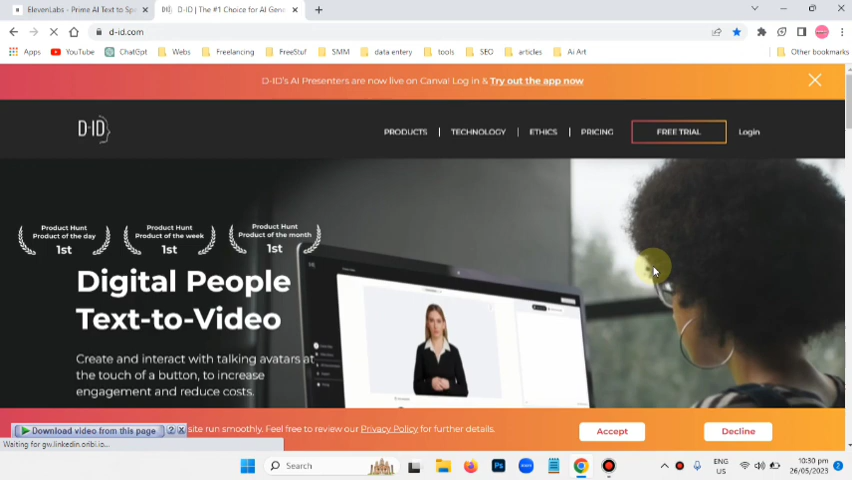 ElevenLabs - Prime AI Text to Spe
D-ID | The #1 Choice for AI Gene
d-id.com
Apps YouTube ChatGpt Webs Freelancing FreeStuf SMM data entery tools SEO articles Ai Art Other bookmarks
D-ID's AI Presenters are now live on Canva! Log in & Try out the app now
D-ID PRODUCTS TECHNOLOGY ETHICS PRICING FREE TRIAL Login
Product Hunt
Product of the day
1st
Product Hunt
Product of the week
1st
Product Hunt
Product of the month
1st
Digital People
Text-to-Video
Create and interact with talking avatars at
the touch of a button, to increase
engagement and reduce costs.
Download video from this page ? X
site run smoothly. Feel free to review our Privacy Policy for further details.
Accept Decline
Waiting for gw.linkedin.oribi.io...
Search
Ps
ENG
US
10:30 pm
26/05/2023
2